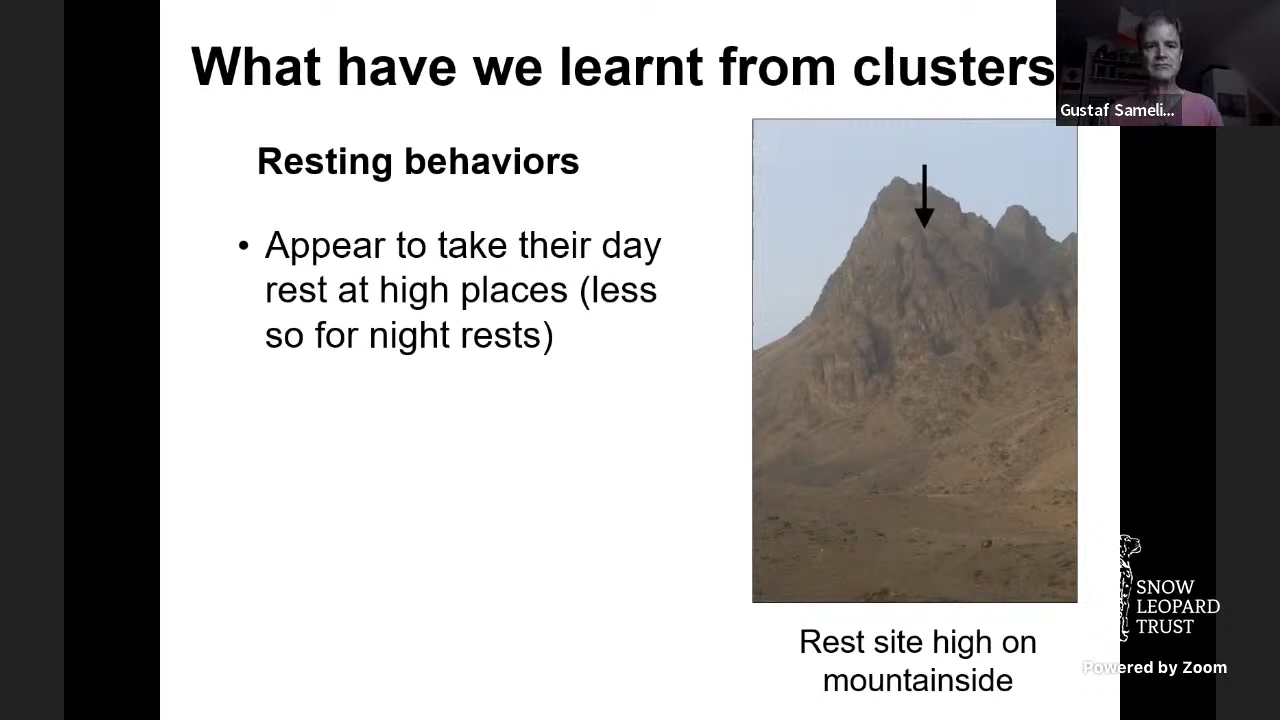 What have we learnt from clusters
Gustaf Sameli...
Resting behaviors
• Appear to take their day
rest at high places (less
so for night rests)
Rest site high on
mountainside
SNOW
LEOPARD
TRUST
Powered by Zoom